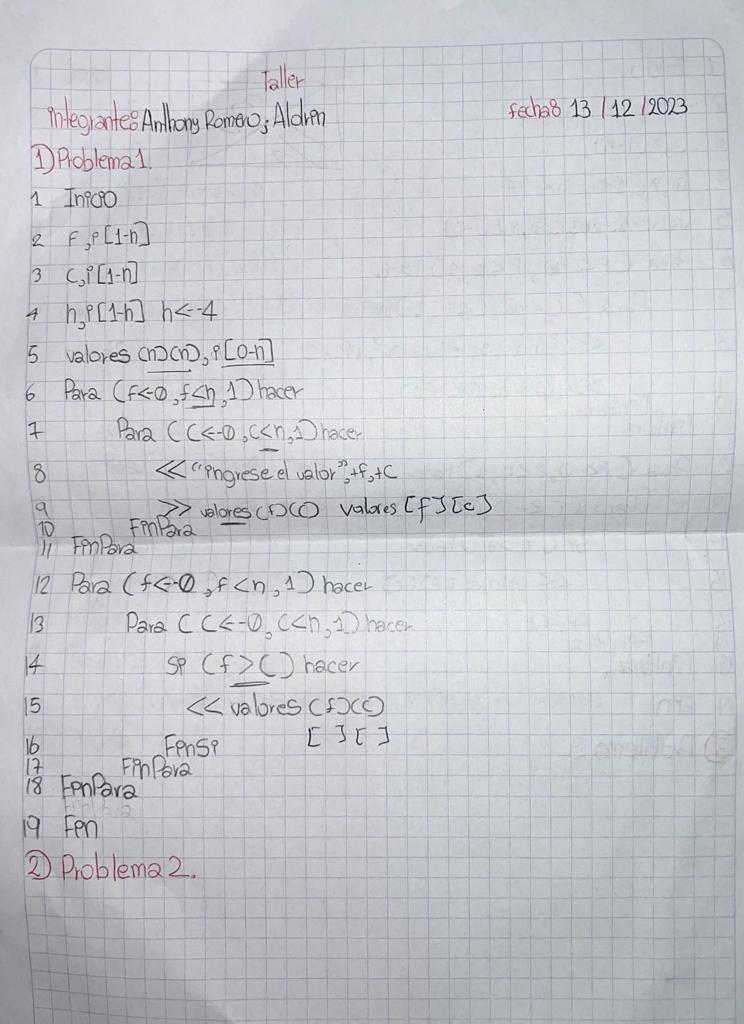 Taller
integrantes: Anthony Romero; Aldren
fecha: 13/12/2023
1) Problema 1.
1 Inicio
2 f,i [1-n]
3 C,i [1-n]
4 n,i [1-n] n<-4
5 valores (n)(n), i [0-n]
6 Para (f<-0, f<n, 1) hacer
7 Para (C<-0, C<n, 1) hacer
8 << "ingrese el valor", +f, +C
9 >> valores (f)(C) valores [f][c]
10 FinPara
11 FinPara
12 Para (f<-0, f<n, 1) hacer
13 Para (C<-0, C<n, 1) hacer
14 Si (f>C) hacer
15 << valores (f)(C)
[ ] [ ]
16 FinSi
17 FinPara
18 FinPara
19 Fin
2) Problema 2.